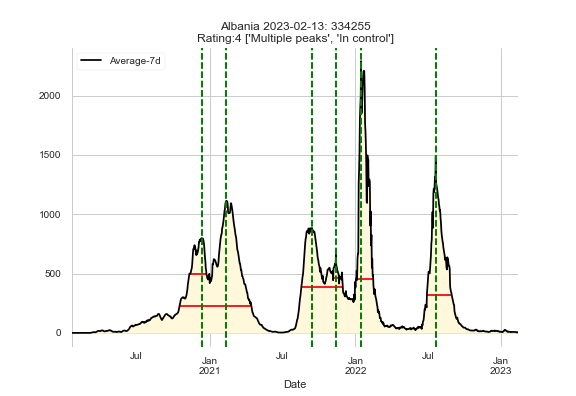 Albania 2023-02-13: 334255
Rating:4 ['Multiple peaks', 'In control']
Average-7d
2000
1500
1000
500
0
Jul
Jan
2021
Jul
Jan
2022
Jul
Jan
2023
Date